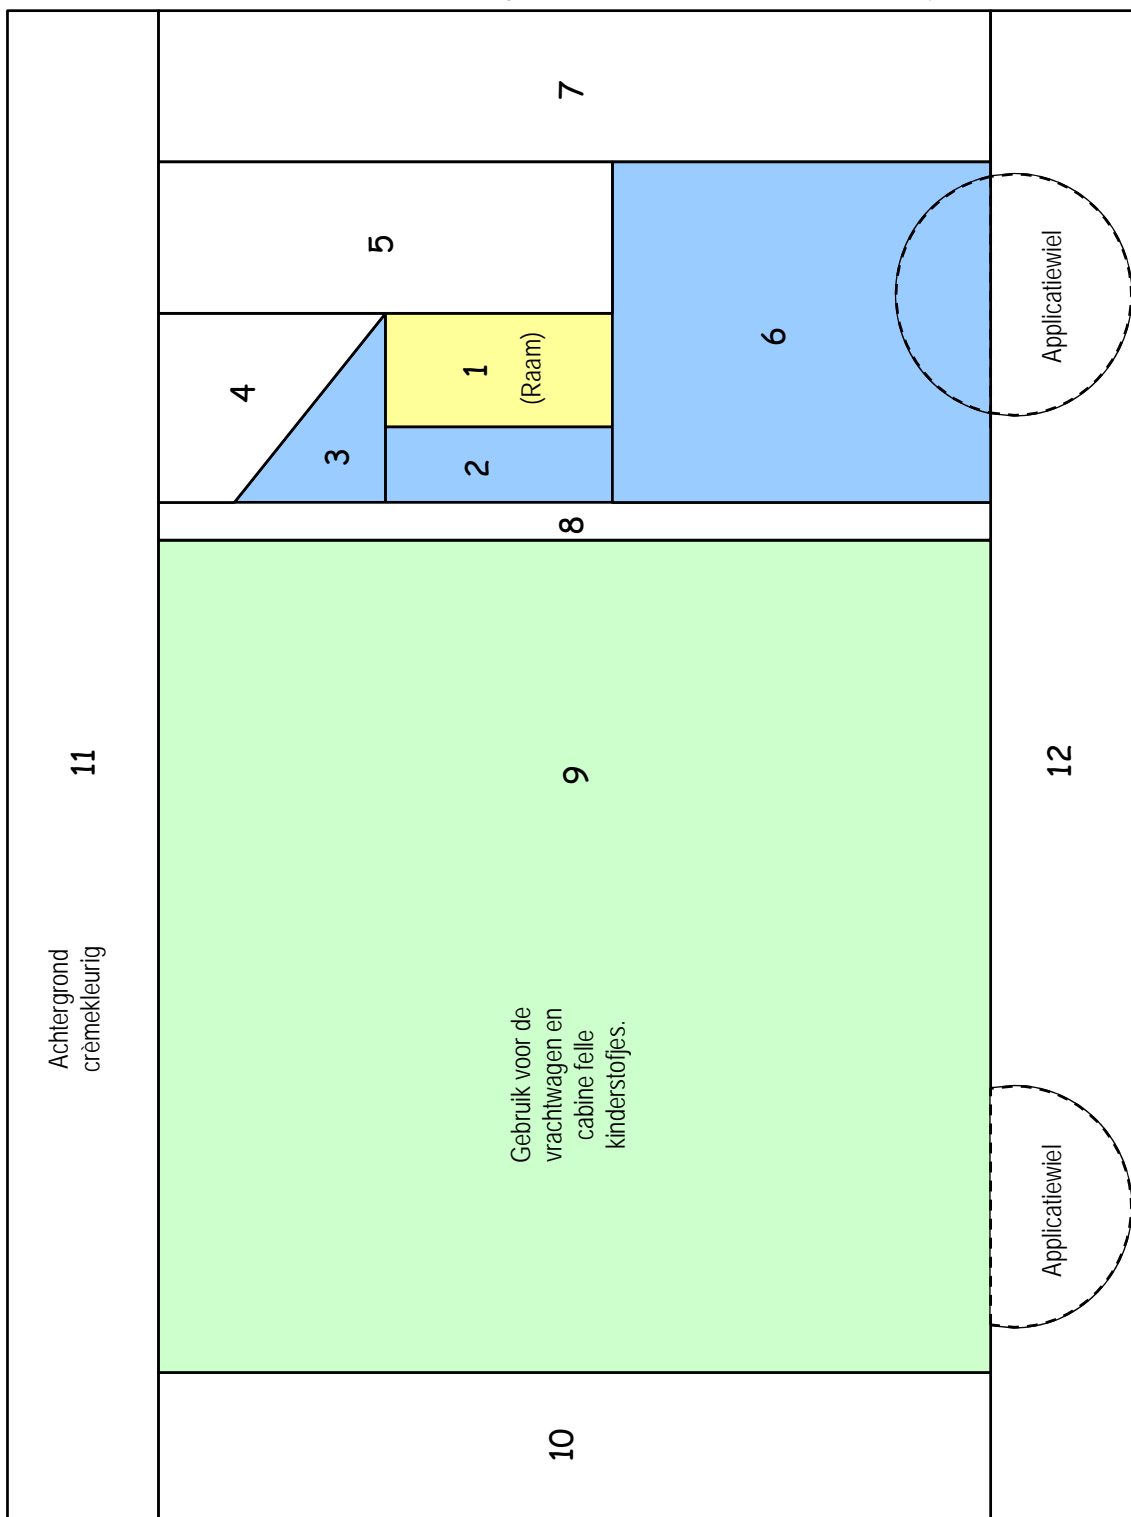 11
Achtergrond
crèmekleurig
10
9
Gebruik voor de
vrachtwagen en
cabine felle
kinderstofjes.
8
4
3
5
1
(Raam)
2
6
7
12
Applicatiewiel
Applicatiewiel